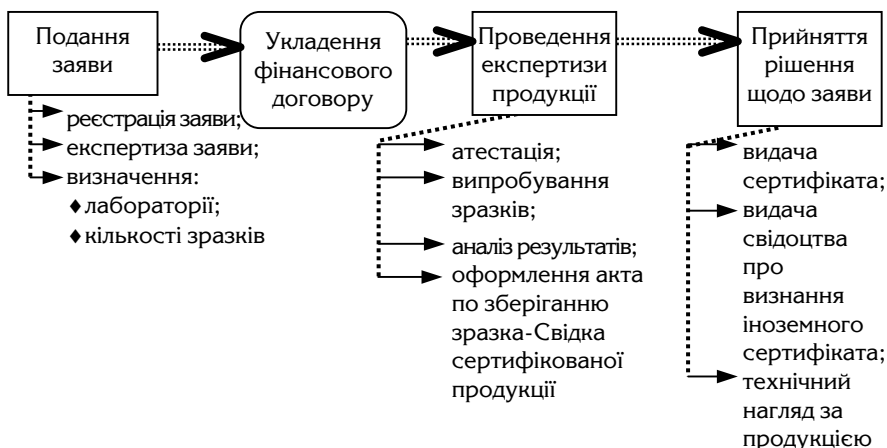 Подання
заяви
Укладення
фінансового
договору
Проведення
експертизи
продукції
Прийняття
рішення
щодо заяви
реєстрація заяви;
експертиза заяви;
визначення:
♦лабораторії;
♦кількості зразків
атестація;
випробування
зразків;
аналіз результатів;
оформлення акта
по зберіганню
зразка-Свідка
сертифікованої
продукції
видача
сертифіката;
видача
свідоцтва
про
визнання
іноземного
сертифіката;
технічний
нагляд за
продукцією